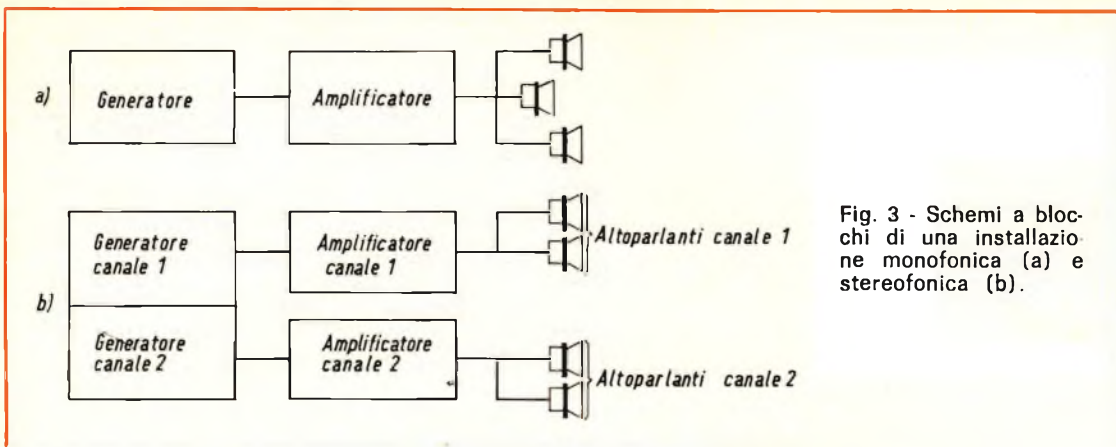 a)
Generatore
Amplificatore
b)
Generatore
canale 1
Amplificatore
canale 1
Altoparlanti canale 1
Generatore
canale 2
Amplificatore
canale 2
Altoparlanti canale 2
Fig. 3 - Schemi a bloc-
chi di una installazio-
ne monofonica (a) e
stereofonica (b).